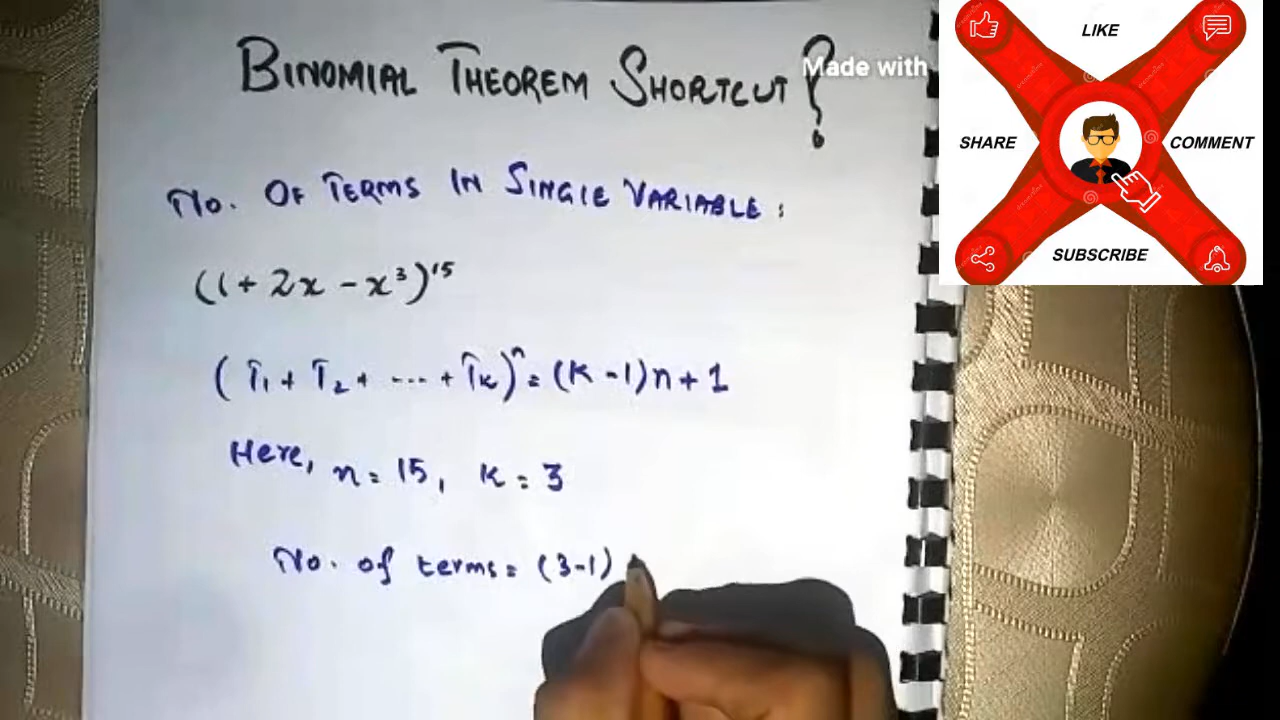 BINOMIAL THEOREM SHORTCUT?
Made with
No. OF TERMS IN SINGLE VARIABLE:
(1 + 2x - x³)¹⁵
(T₁ + T₂ + ---- + Tₖ)ⁿ = (K - 1)n + 1
Here, n = 15, K = 3
No. of terms = (3-1)
LIKE
SHARE
COMMENT
SUBSCRIBE